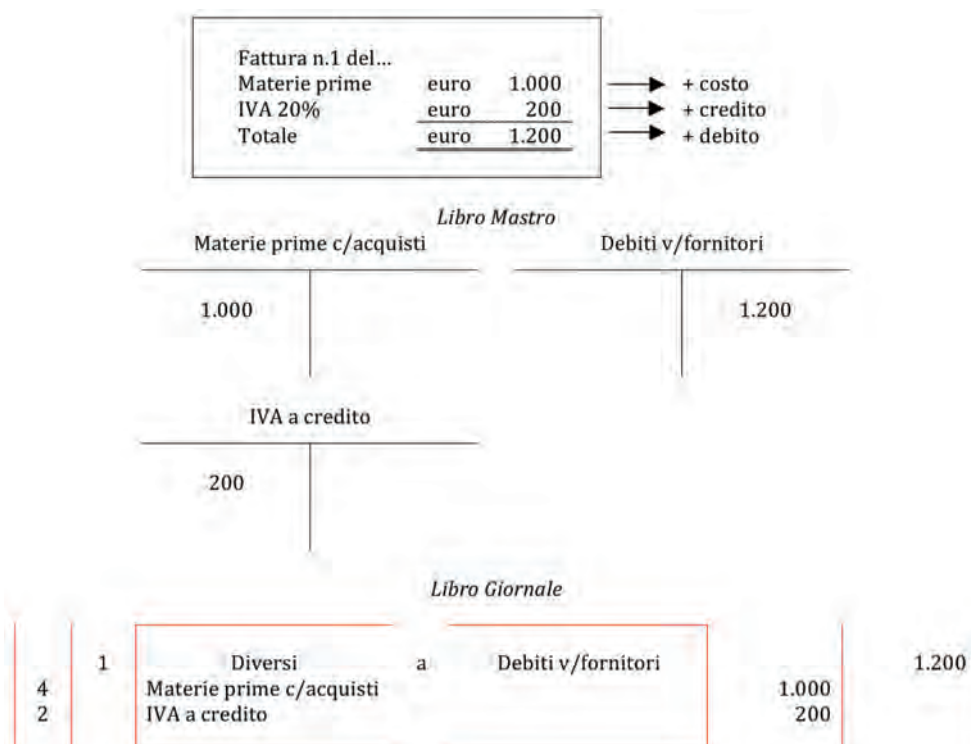 Fattura n.1 del...
Materie prime euro 1.000 + costo
IVA 20% euro 200 + credito
Totale euro 1.200 + debito
Libro Mastro
Materie prime c/acquisti Debiti v/fornitori
1.000 1.200
IVA a credito
200
Libro Giornale
1 Diversi a Debiti v/fornitori 1.200
4 Materie prime c/acquisti 1.000
2 IVA a credito 200